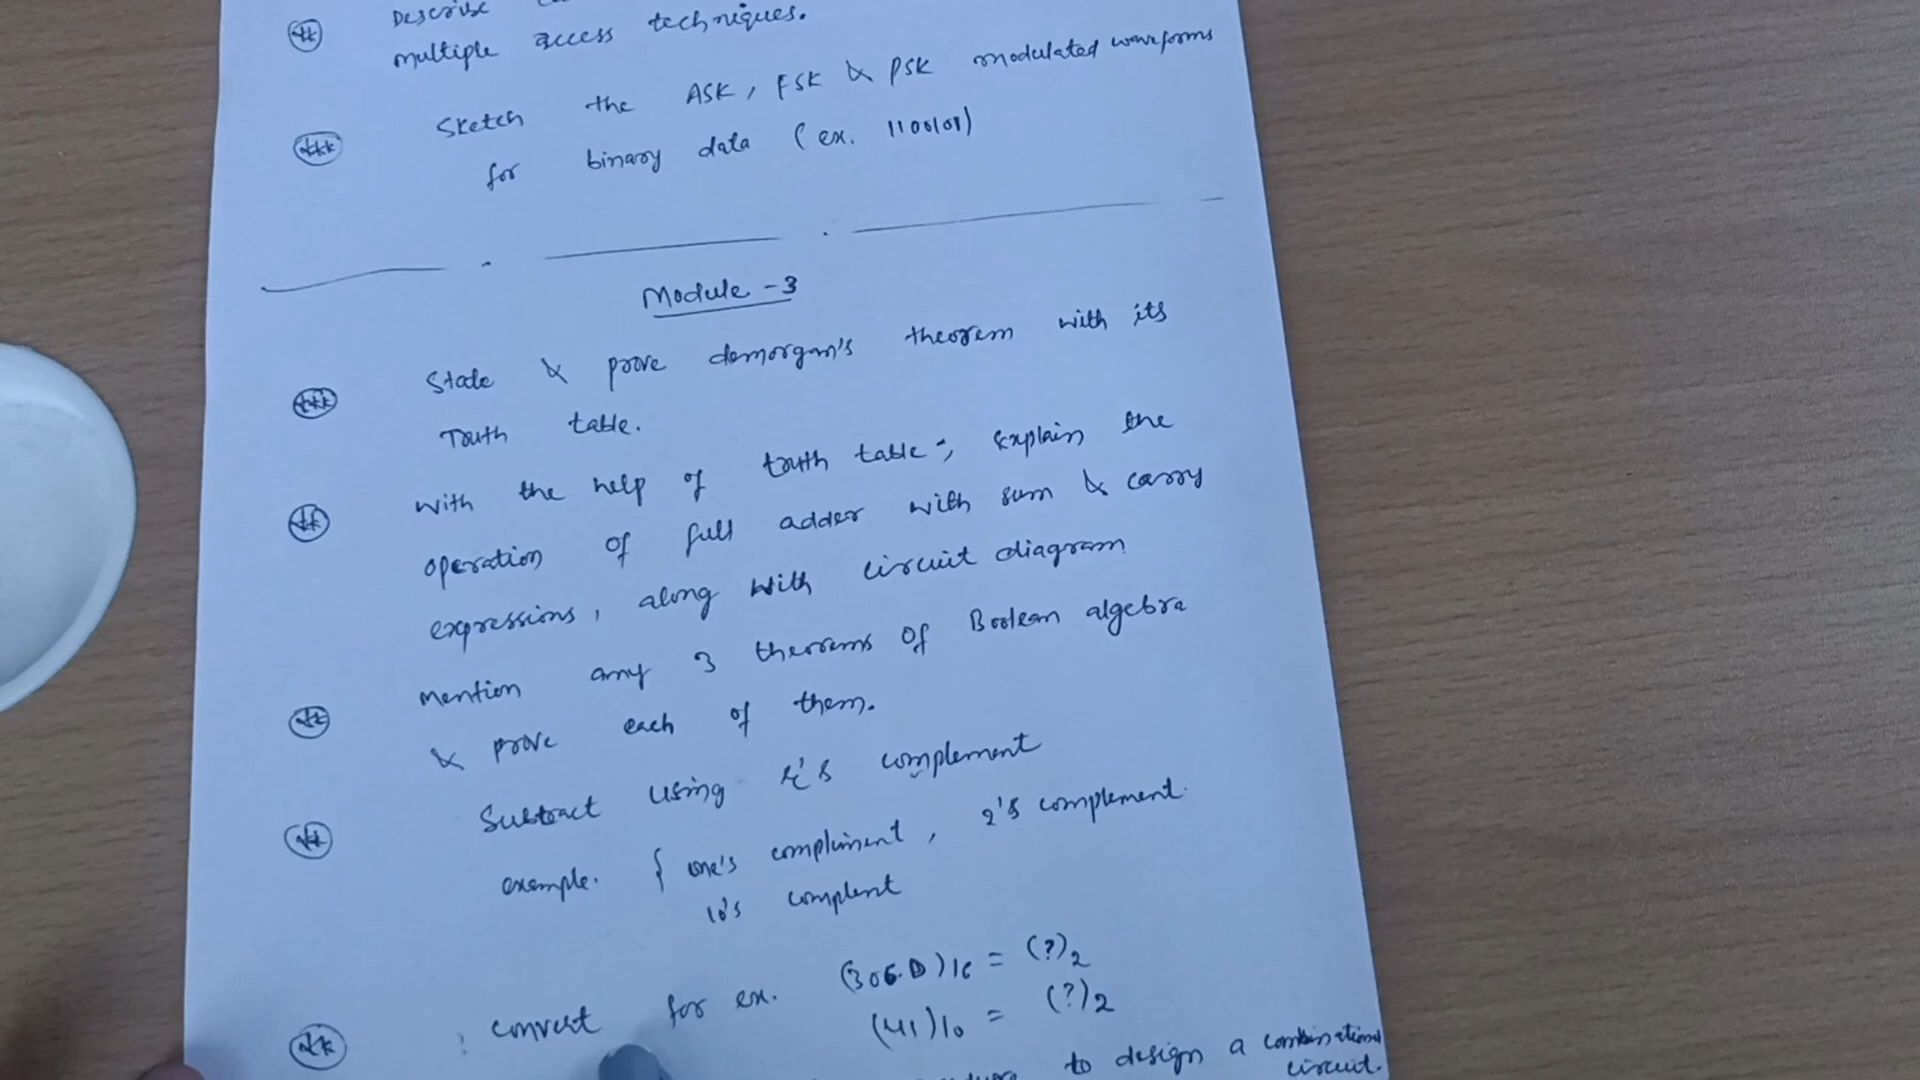 Describe
multiple access techniques.
Sketch the ASK, FSK & PSK modulated waveforms
for binary data (ex. 1100101)
Module - 3
State & prove demorgan's theorem with its
Truth table.
with the help of truth table, explain the
operation of full adder with sum & carry
expressions, along with circuit diagram
mention any 3 theorems of Boolean algebra
& prove each of them.
Subtract using r's complement
example. { one's compliment, 2's complement.
10's complent
convert for ex. (306.D)16 = (?)2
(41)10 = (?)2
to design a combinational
circuit.